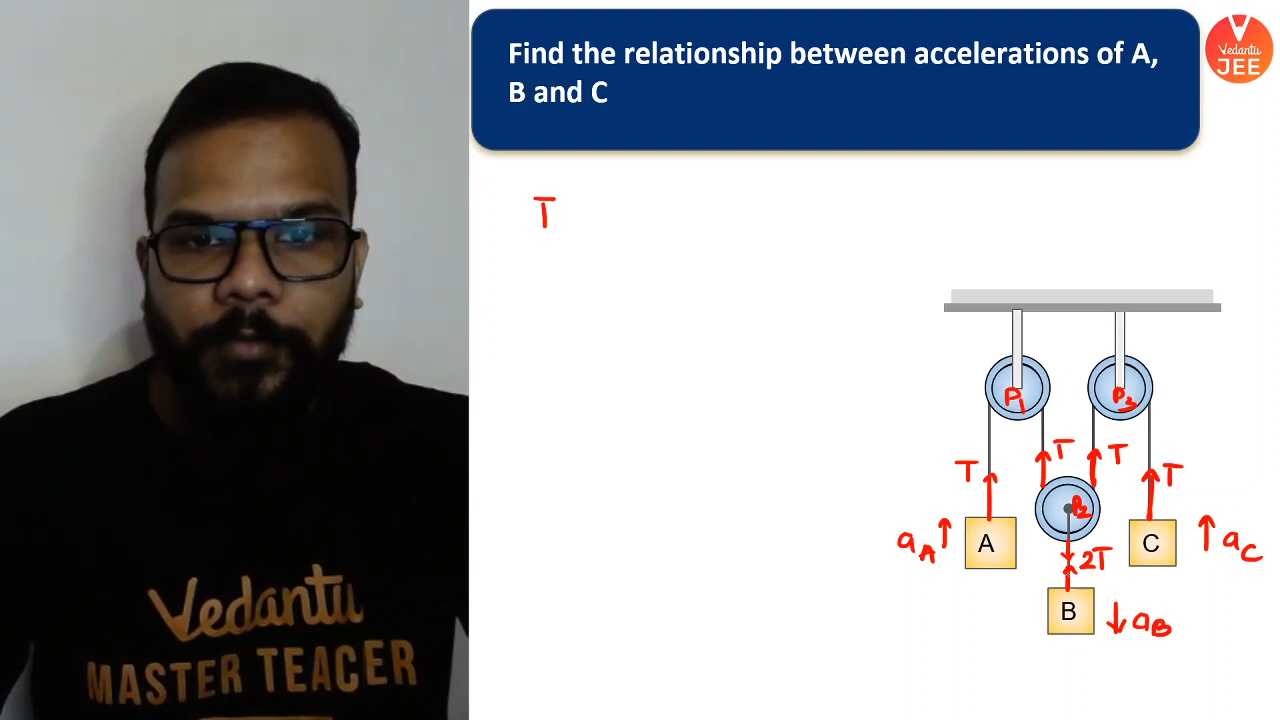 Find the relationship between accelerations of A,
B and C
Vedantu
JEE
T
P1
P3
T
T
T
T
P2
aA
A
C
aC
2T
B
aB
Vedantu
MASTER TEACER